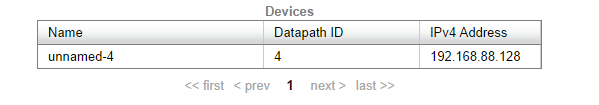 Devices
Name Datapath ID IPv4 Address
unnamed-4 4 192.168.88.128
<< first < prev 1 next > last >>